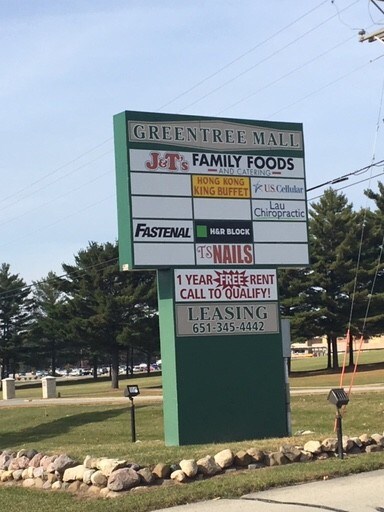 GREENTREE MALL
J&T's FAMILY FOODS
AND CATERING
HONG KONG
KING BUFFET
US Cellular
Lau
Chiropractic
FASTENAL
H&R BLOCK
TS NAILS
1 YEAR FREE RENT
CALL TO QUALIFY!
LEASING
651-345-4442